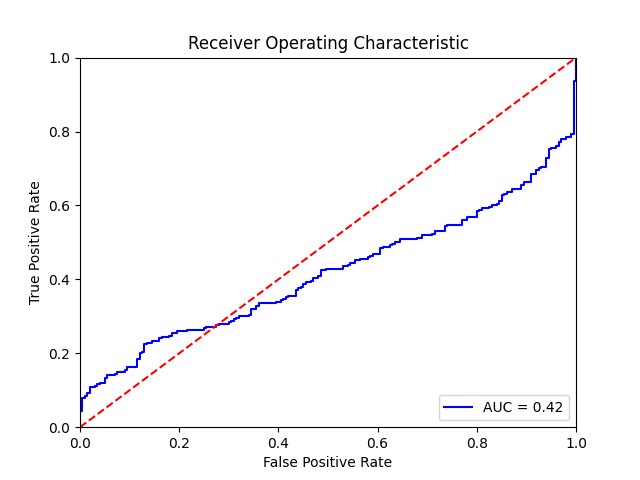 Receiver Operating Characteristic
1.0
0.8
0.6
0.4
0.2
0.0
True Positive Rate
AUC = 0.42
0.0 0.2 0.4 0.6 0.8 1.0
False Positive Rate